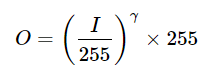 O = (I/255)^γ × 255